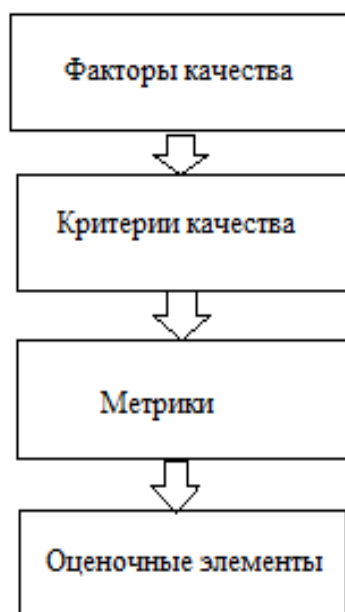 Факторы качества
Критерии качества
Метрики
Оценочные элементы